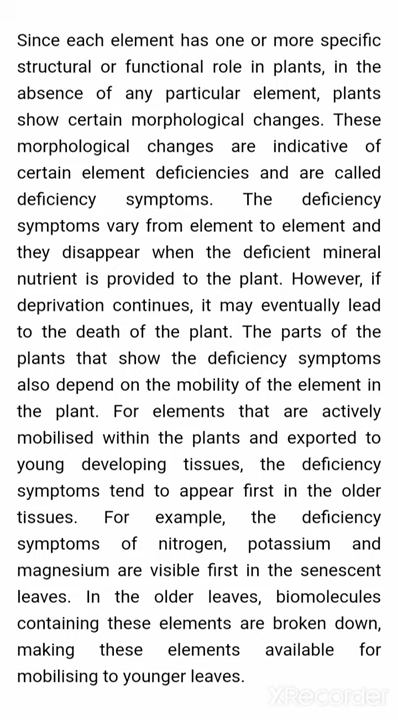 Since each element has one or more specific
structural or functional role in plants, in the
absence of any particular element, plants
show certain morphological changes. These
morphological changes are indicative of
certain element deficiencies and are called
deficiency symptoms. The deficiency
symptoms vary from element to element and
they disappear when the deficient mineral
nutrient is provided to the plant. However, if
deprivation continues, it may eventually lead
to the death of the plant. The parts of the
plants that show the deficiency symptoms
also depend on the mobility of the element in
the plant. For elements that are actively
mobilised within the plants and exported to
young developing tissues, the deficiency
symptoms tend to appear first in the older
tissues. For example, the deficiency
symptoms of nitrogen, potassium and
magnesium are visible first in the senescent
leaves. In the older leaves, biomolecules
containing these elements are broken down,
making these elements available for
mobilising to younger leaves.
XRecorder